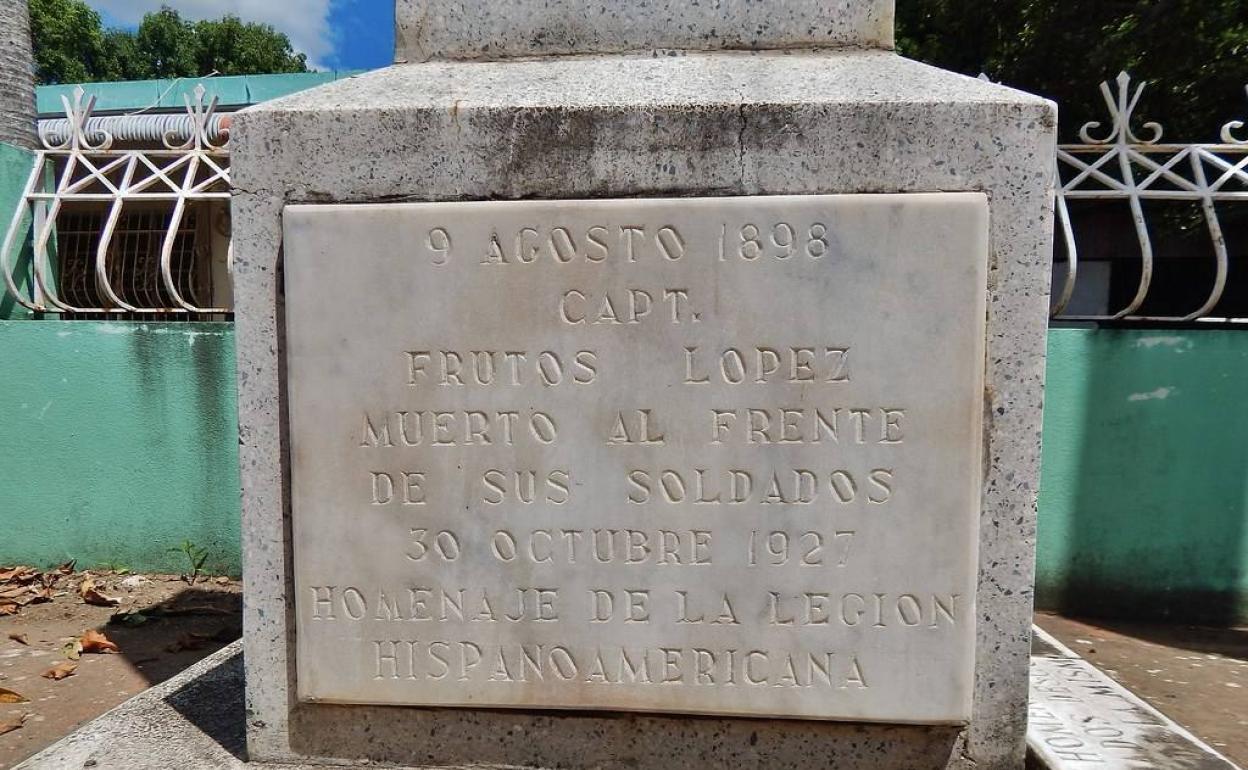 9 AGOSTO 1898
CAPT.
FRUTOS LOPEZ
MUERTO AL FRENTE
DE SUS SOLDADOS
30 OCTUBRE 1927
HOMENAJE DE LA LEGION
HISPANOAMERICANA